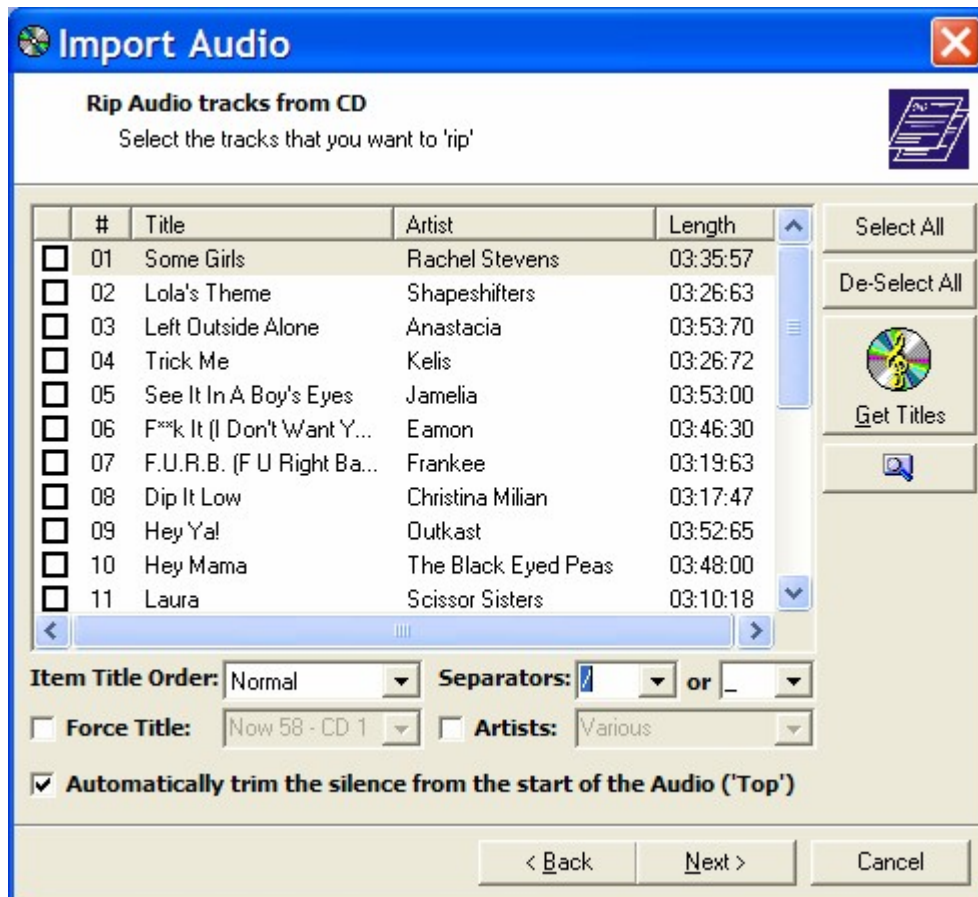 Import Audio
Rip Audio tracks from CD
Select the tracks that you want to 'rip'
# Title Artist Length
01 Some Girls Rachel Stevens 03:35:57
02 Lola's Theme Shapeshifters 03:26:63
03 Left Outside Alone Anastacia 03:53:70
04 Trick Me Kelis 03:26:72
05 See It In A Boy's Eyes Jamelia 03:53:00
06 F**k It (I Don't Want Y... Eamon 03:46:30
07 F.U.R.B. (F U Right Ba... Frankee 03:19:63
08 Dip It Low Christina Milian 03:17:47
09 Hey Ya! Outkast 03:52:65
10 Hey Mama The Black Eyed Peas 03:48:00
11 Laura Scissor Sisters 03:10:18
Select All
De-Select All
Get Titles
Item Title Order: Normal Separators: / or _
Force Title: Now 58 - CD 1 Artists: Various
Automatically trim the silence from the start of the Audio ('Top')
< Back Next > Cancel